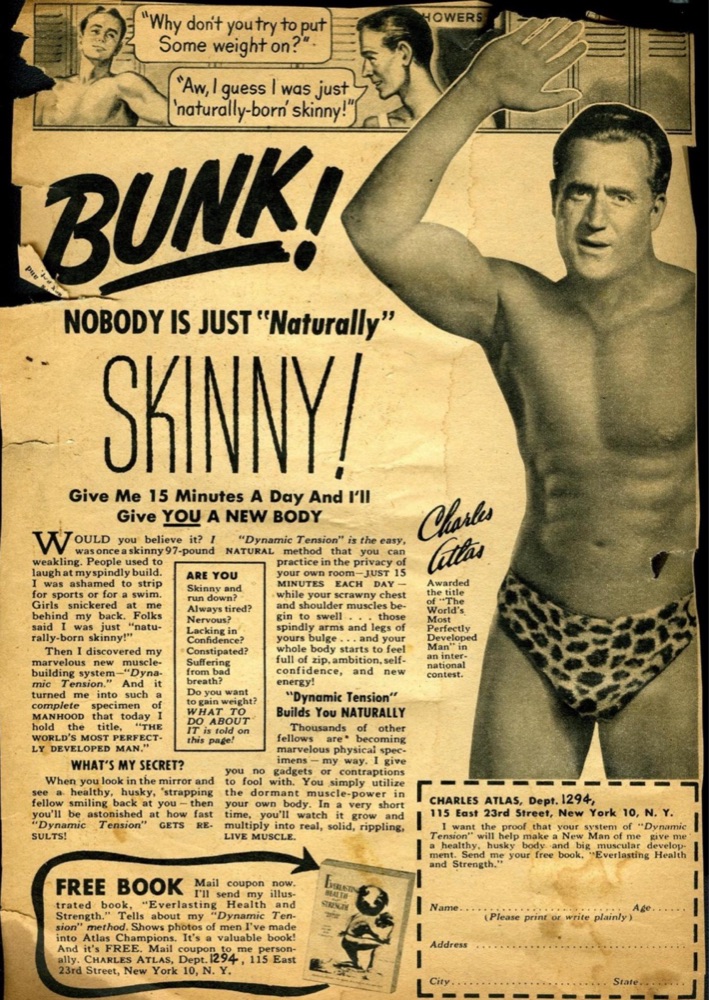 "Why don't you try to put
Some weight on?"
HOWERS
"Aw, I guess I was just
'naturally-born' skinny!"
BUNK!
NOBODY IS JUST "Naturally"
SKINNY!
Give Me 15 Minutes A Day And I'll
Give YOU A NEW BODY
WOULD you believe it? I
was once a skinny 97-pound
weakling. People used to
laugh at my spindly build.
I was ashamed to strip
for sports or for a swim.
Girls snickered at me
behind my back. Folks
said I was just "natu-
rally-born skinny!"
Then I discovered my
marvelous new muscle-
building system—"Dyna-
mic Tension." And it
turned me into such a
complete specimen of
MANHOOD that today I
hold the title, "THE
WORLD'S MOST PERFECT-
LY DEVELOPED MAN."
WHAT'S MY SECRET?
When you look in the mirror and
see a healthy, husky, strapping
fellow smiling back at you—then
you'll be astonished at how fast
"Dynamic Tension" GETS RE-
SULTS!
ARE YOU
Skinny and
run down?
Always tired?
Nervous?
Lacking in
Confidence?
Constipated?
Suffering
from bad
breath?
Do you want
to gain weight?
WHAT TO
DO ABOUT
IT is told on
this page!
"Dynamic Tension" is the easy,
NATURAL method that you can
practice in the privacy of
your own room—JUST 15
MINUTES EACH DAY—
while your scrawny chest
and shoulder muscles be-
gin to swell . . . those
spindly arms and legs of
yours bulge . . . and your
whole body starts to feel
full of zip, ambition, self-
confidence, and new
energy!
"Dynamic Tension"
Builds You NATURALLY
Thousands of other
fellows are becoming
marvelous physical spec-
imens—my way. I give
you no gadgets or contraptions
to fool with. You simply utilize
the dormant muscle-power in
your own body. In a very short
time, you'll watch it grow and
multiply into real, solid, rippling,
LIVE MUSCLE.
Charles
Atlas
Awarded
the title
of "The
World's
Most
Perfectly
Developed
Man" in
an inter-
national
contest.
FREE BOOK Mail coupon now.
I'll send my illus-
trated book, "Everlasting Health and
Strength." Tells about my "Dynamic Ten-
sion" method. Shows photos of men I've made
into Atlas Champions. It's a valuable book!
And it's FREE. Mail coupon to me person-
ally. CHARLES ATLAS, Dept. 1294, 115 East
23rd Street, New York 10, N. Y.
EVERLASTING
HEALTH
STRENGTH
CHARLES ATLAS, Dept. 1294,
115 East 23rd Street, New York 10, N. Y.
I want the proof that your system of "Dynamic
Tension" will help make a New Man of me give me
a healthy, husky body and big muscular develop-
ment. Send me your free book, "Everlasting Health
and Strength."
Name.................... Age........
(Please print or write plainly)
Address ....................
City.................... State........